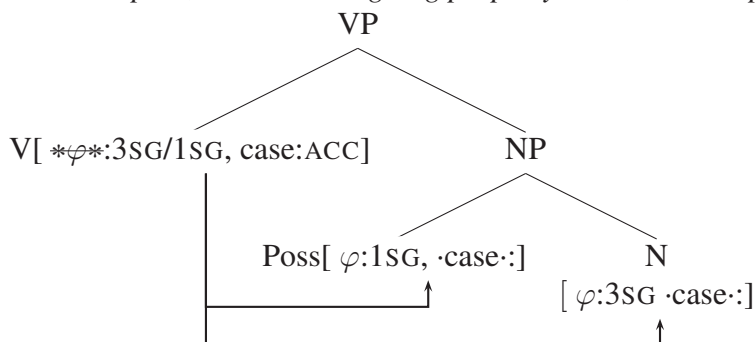 VP
V[ *φ*:3SG/1SG, case:ACC] NP
Poss[ φ:1SG, ·case·:] N
[ φ:3SG ·case·:]